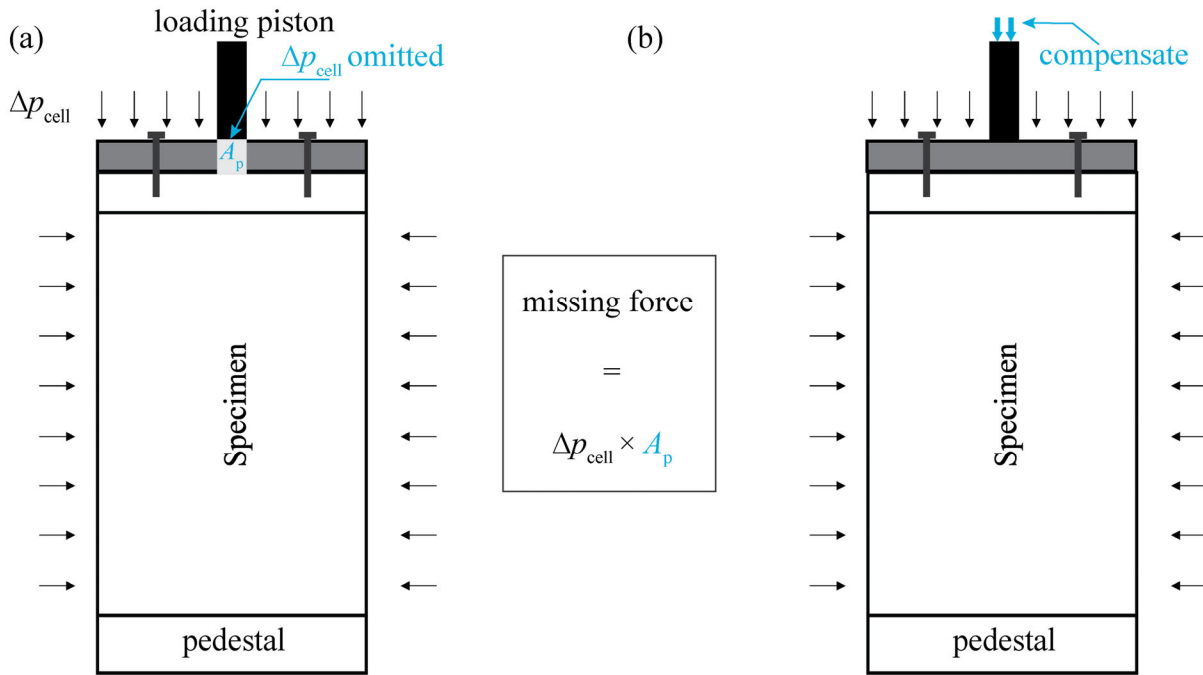 (a)
loading piston
Δp_cell omitted
Δp_cell
A_p
Specimen
pedestal
missing force
=
Δp_cell × A_p
(b)
compensate
Specimen
pedestal